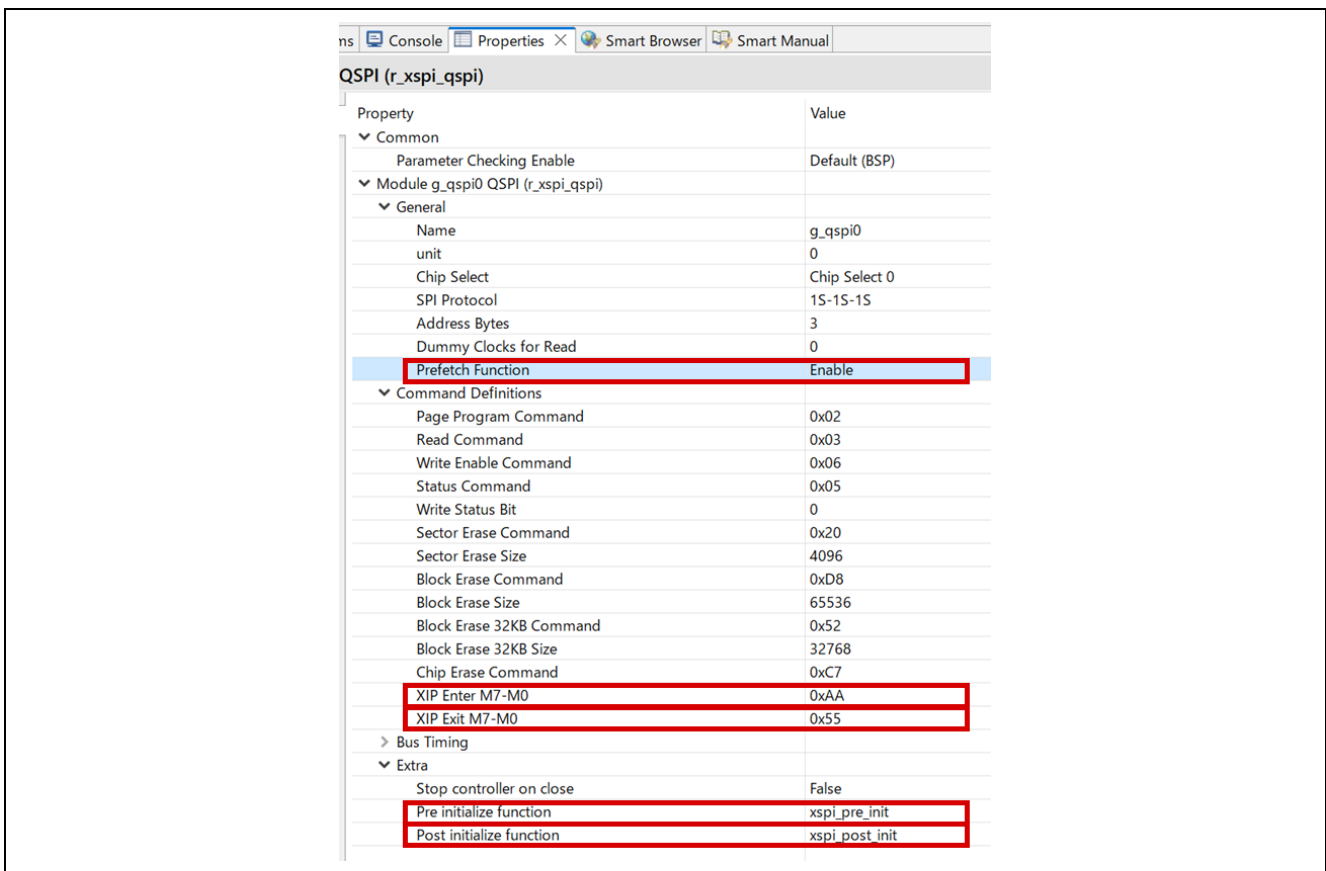 ms Console Properties Smart Browser Smart Manual
QSPI (r_xspi_qspi)
Property Value
Common
Parameter Checking Enable Default (BSP)
Module g_qspi0 QSPI (r_xspi_qspi)
General
Name g_qspi0
unit 0
Chip Select Chip Select 0
SPI Protocol 1S-1S-1S
Address Bytes 3
Dummy Clocks for Read 0
Prefetch Function Enable
Command Definitions
Page Program Command 0x02
Read Command 0x03
Write Enable Command 0x06
Status Command 0x05
Write Status Bit 0
Sector Erase Command 0x20
Sector Erase Size 4096
Block Erase Command 0xD8
Block Erase Size 65536
Block Erase 32KB Command 0x52
Block Erase 32KB Size 32768
Chip Erase Command 0xC7
XIP Enter M7-M0 0xAA
XIP Exit M7-M0 0x55
Bus Timing
Extra
Stop controller on close False
Pre initialize function xspi_pre_init
Post initialize function xspi_post_init